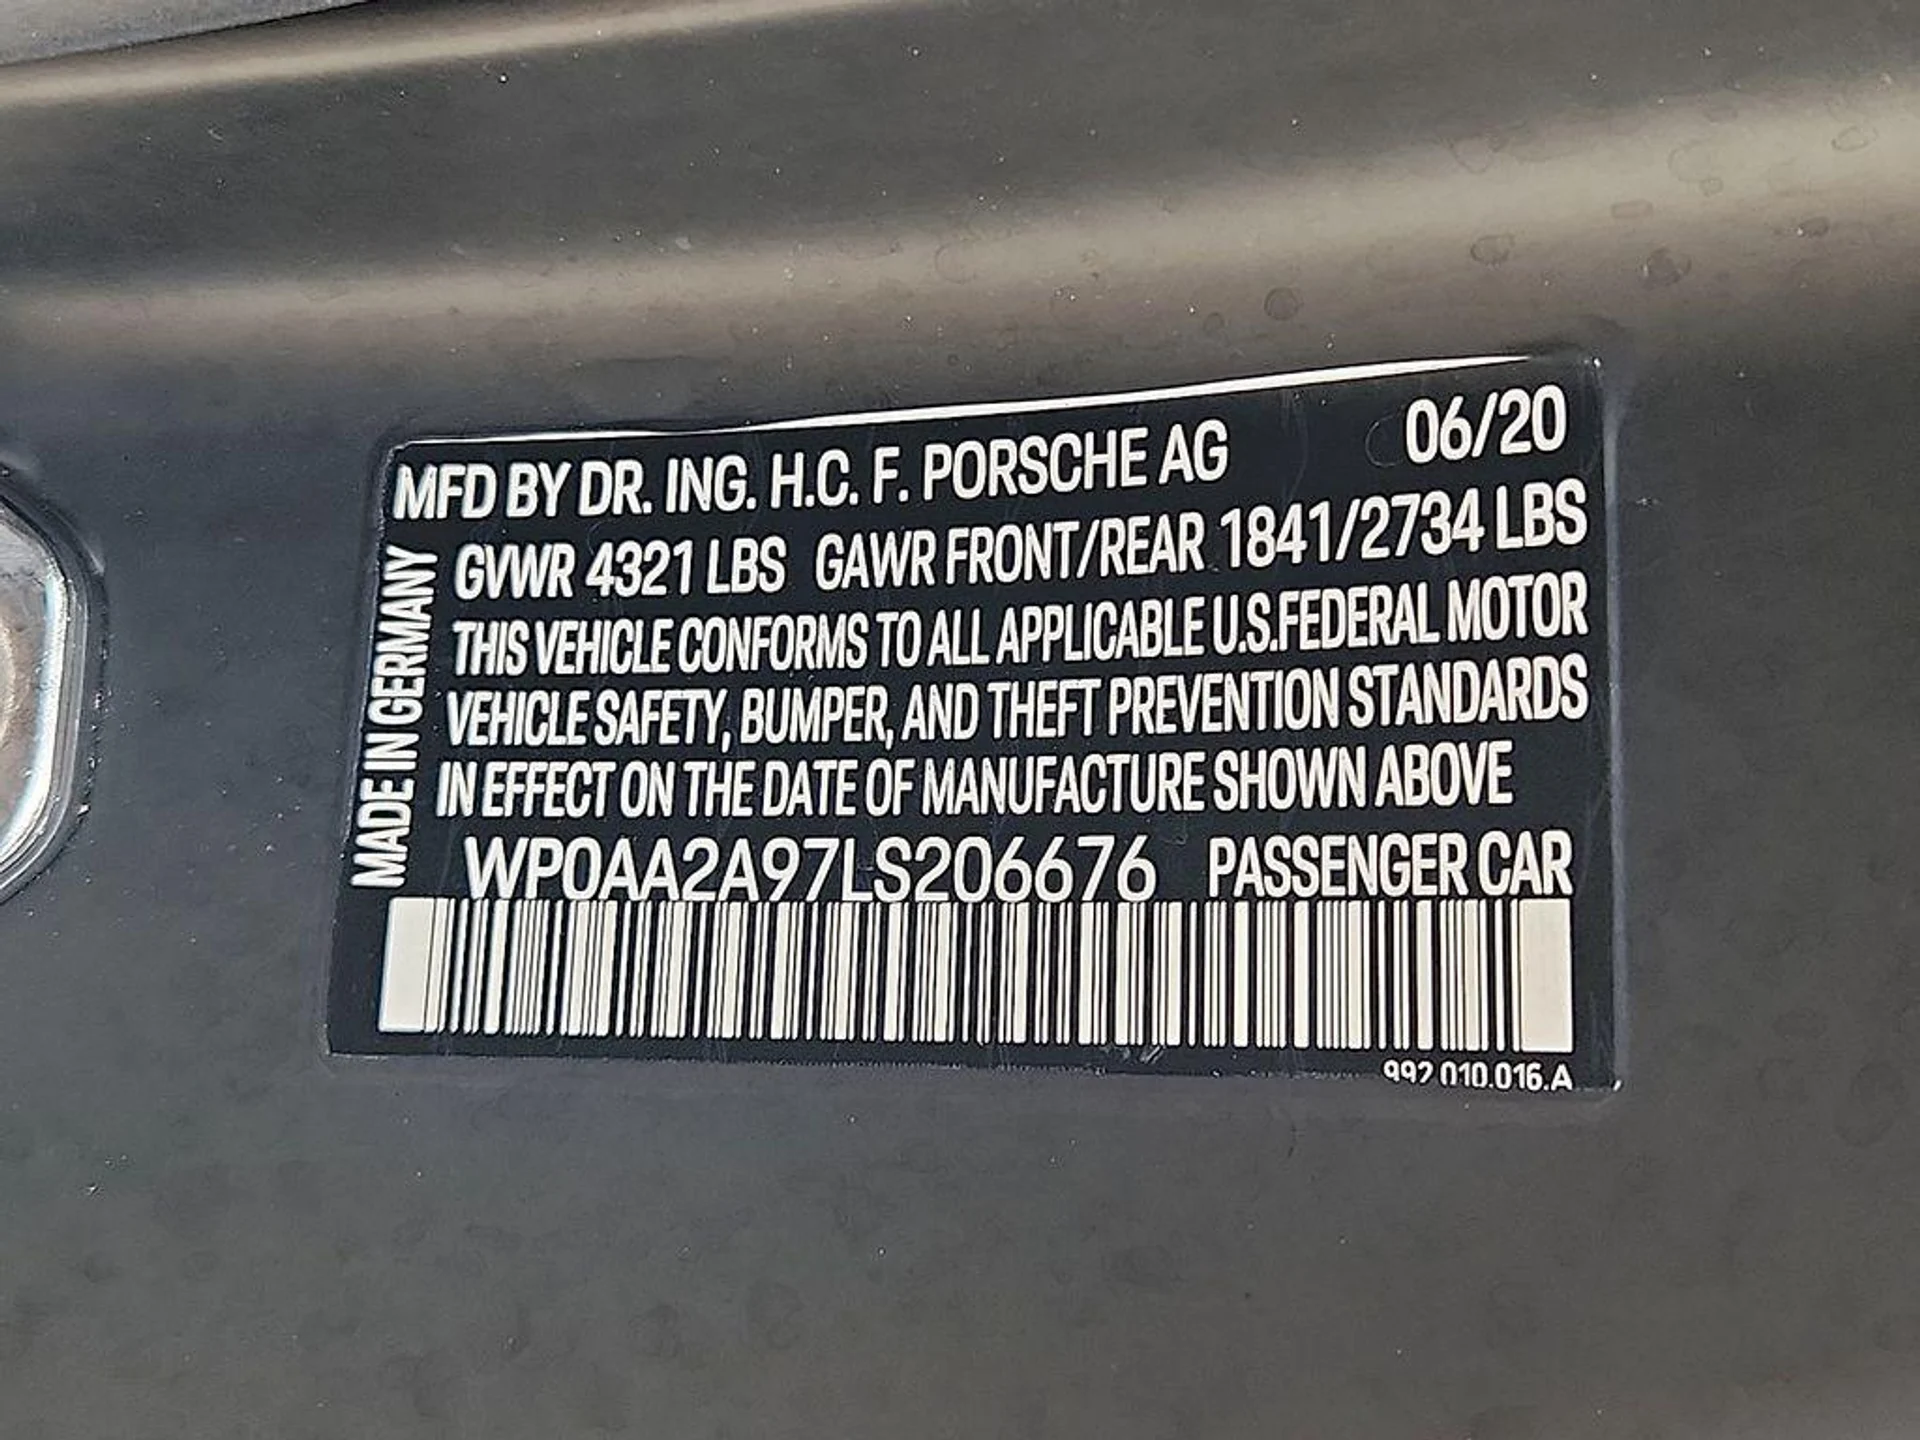 MFD BY DR. ING. H.C. F. PORSCHE AG 06/20
GVWR 4321 LBS GAWR FRONT/REAR 1841/2734 LBS
THIS VEHICLE CONFORMS TO ALL APPLICABLE U.S.FEDERAL MOTOR
VEHICLE SAFETY, BUMPER, AND THEFT PREVENTION STANDARDS
IN EFFECT ON THE DATE OF MANUFACTURE SHOWN ABOVE
WP0AA2A97LS206676 PASSENGER CAR
MADE IN GERMANY
992.010.016.A